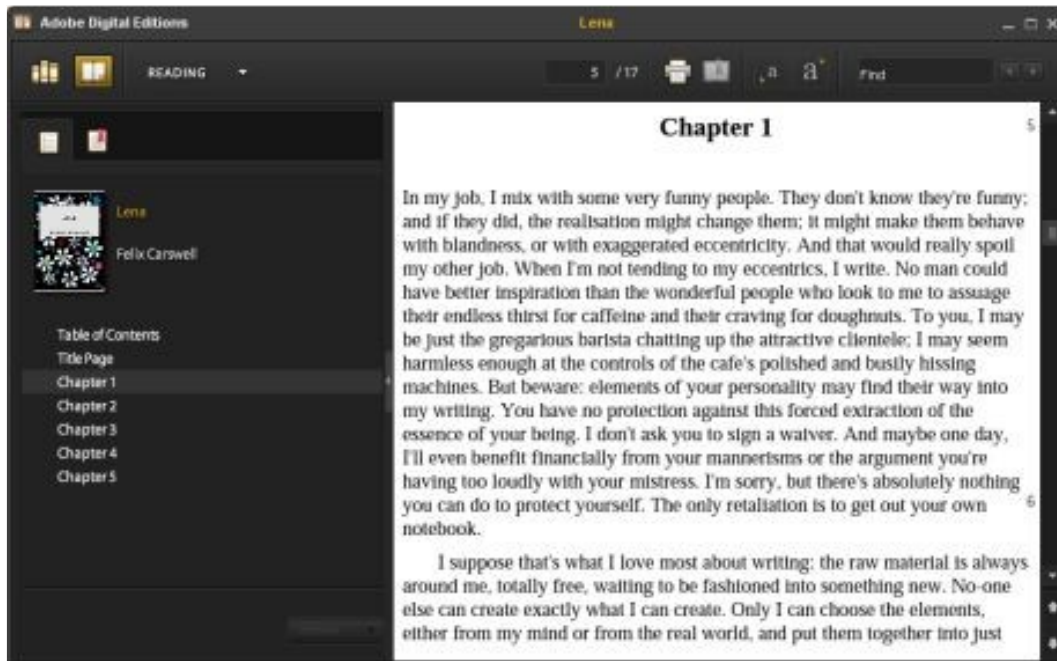 Adobe Digital Editions
Lena
READING
5 /17
a
a
Find
Lena
Felix Carswell
Table of Contents
Title Page
Chapter 1
Chapter 2
Chapter 3
Chapter 4
Chapter 5
Chapter 1
5
In my job, I mix with some very funny people. They don't know they're funny;
and if they did, the realisation might change them; it might make them behave
with blandness, or with exaggerated eccentricity. And that would really spoil
my other job. When I'm not tending to my eccentrics, I write. No man could
have better inspiration than the wonderful people who look to me to assuage
their endless thirst for caffeine and their craving for doughnuts. To you, I may
be just the gregarious barista chatting up the attractive clientele; I may seem
harmless enough at the controls of the cafe's polished and busily hissing
machines. But beware: elements of your personality may find their way into
my writing. You have no protection against this forced extraction of the
essence of your being. I don't ask you to sign a waiver. And maybe one day,
I'll even benefit financially from your mannerisms or the argument you're
having too loudly with your mistress. I'm sorry, but there's absolutely nothing
you can do to protect yourself. The only retaliation is to get out your own
6
notebook.
I suppose that's what I love most about writing: the raw material is always
around me, totally free, waiting to be fashioned into something new. No-one
else can create exactly what I can create. Only I can choose the elements,
either from my mind or from the real world, and put them together into just